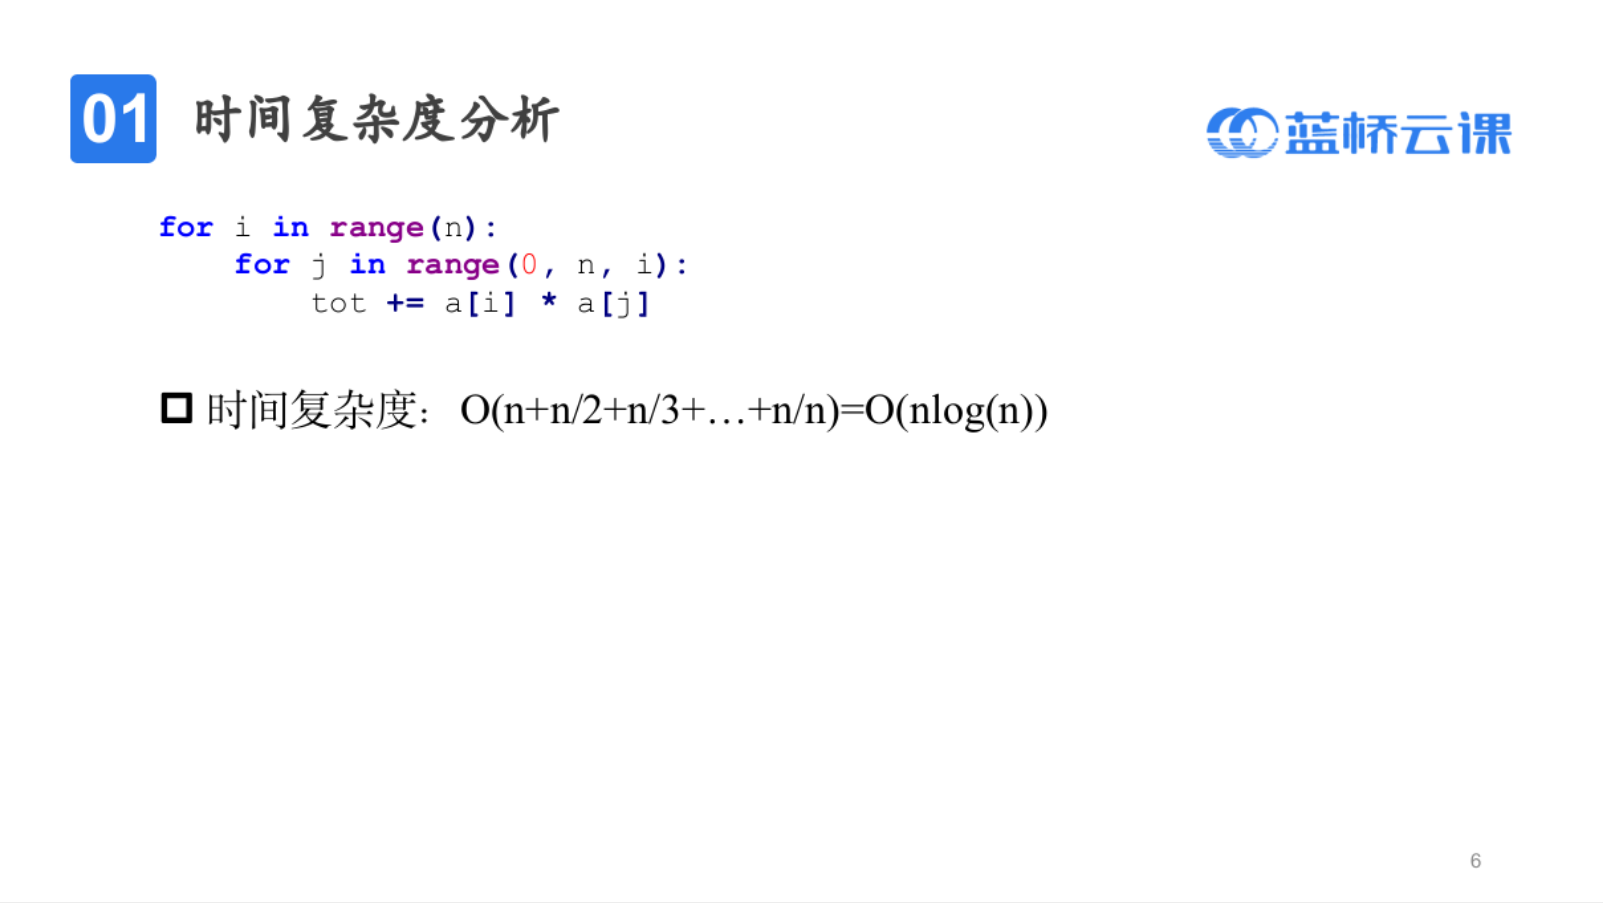 01 时间复杂度分析
蓝桥云课
for i in range(n):
    for j in range(0, n, i):
        tot += a[i] * a[j]
时间复杂度：O(n+n/2+n/3+…+n/n)=O(nlog(n))
6